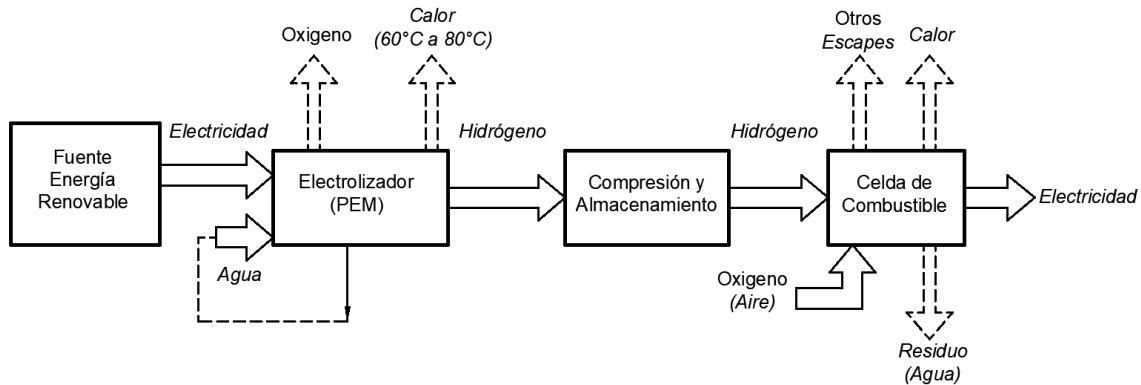 Oxigeno
Calor
(60°C a 80°C)
Otros
Escapes
Calor
Electricidad
Hidrógeno
Hidrógeno
Fuente
Energía
Renovable
Electrolizador
(PEM)
Compresión y
Almacenamiento
Celda de
Combustible
Electricidad
Agua
Oxigeno
(Aire)
Residuo
(Agua)